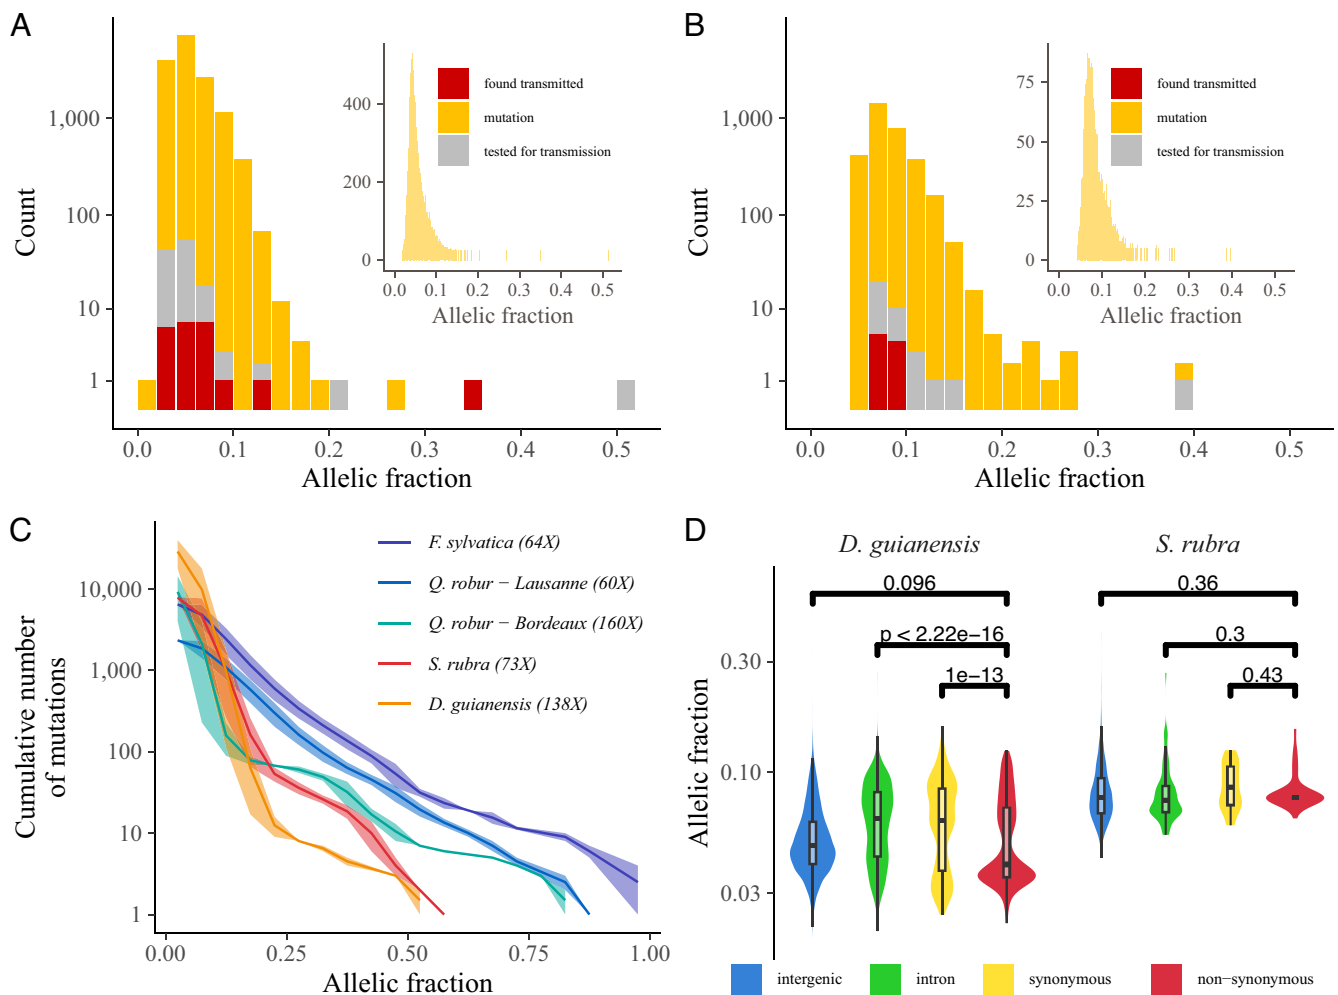 A
Count
1,000
100
10
1
0.0 0.1 0.2 0.3 0.4 0.5
Allelic fraction
400
200
0
0.0 0.1 0.2 0.3 0.4 0.5
Allelic fraction
found transmitted
mutation
tested for transmission
B
Count
1,000
100
10
1
0.0 0.1 0.2 0.3 0.4 0.5
Allelic fraction
75
50
25
0
0.0 0.1 0.2 0.3 0.4 0.5
Allelic fraction
found transmitted
mutation
tested for transmission
C
Cumulative number
of mutations
10,000
1,000
100
10
1
0.00 0.25 0.50 0.75 1.00
Allelic fraction
F. sylvatica (64X)
Q. robur − Lausanne (60X)
Q. robur − Bordeaux (160X)
S. rubra (73X)
D. guianensis (138X)
D
D. guianensis S. rubra
Allelic fraction
0.30
0.10
0.03
0.096
p < 2.22e−16
1e−13
0.36
0.3
0.43
intergenic intron synonymous non−synonymous